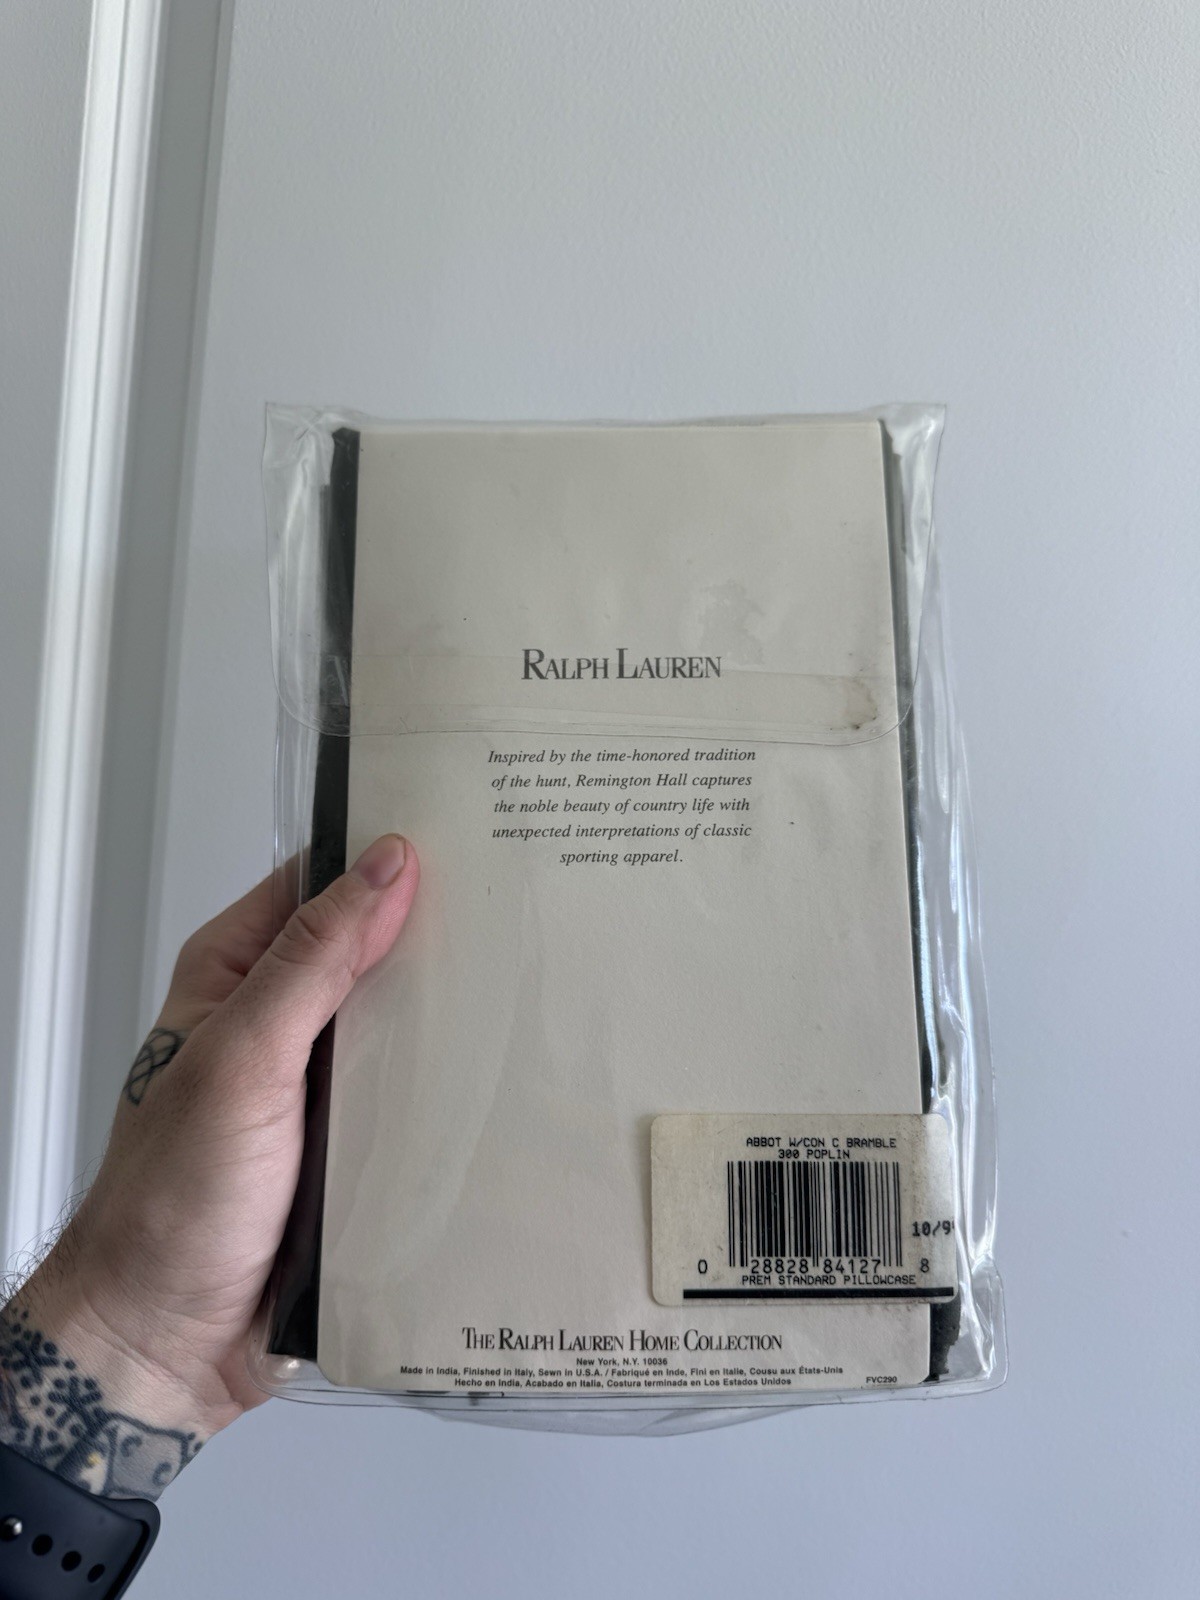 RALPH LAUREN
Inspired by the time-honored tradition
of the hunt, Remington Hall captures
the noble beauty of country life with
unexpected interpretations of classic
sporting apparel.
ABBOT W/CON C BRAMBLE
300 POPLIN
10/9
0 28828 84127 8
PREM STANDARD PILLOWCASE
THE RALPH LAUREN HOME COLLECTION
New York, N.Y. 10036
Made in India, Finished in Italy, Sewn in U.S.A. / Fabriqué en Inde, Fini en Italie, Cousu aux États-Unis
Hecho en India, Acabado en Italia, Costura terminada en Los Estados Unidos
FVC290